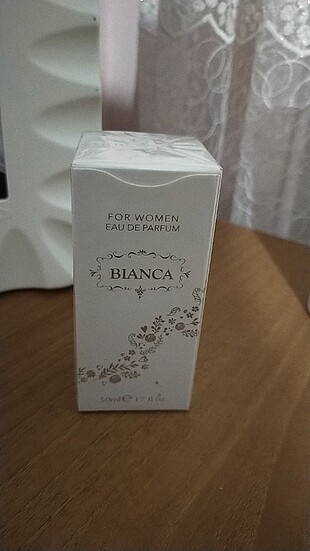 FOR WOMEN
EAU DE PARFUM
BIANCA
50ml ℮ 1.7 fl oz.